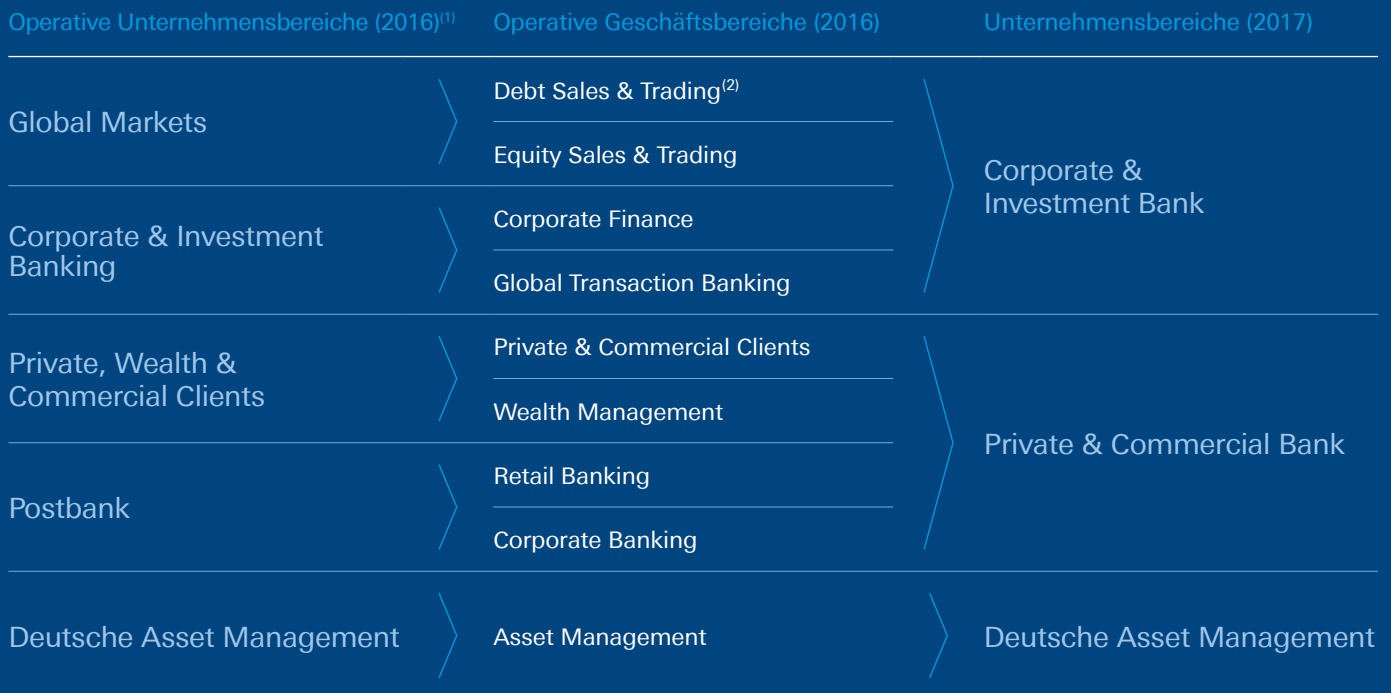 Operative Unternehmensbereiche (2016)(1)
Operative Geschäftsbereiche (2016)
Unternehmensbereiche (2017)
Global Markets
Debt Sales & Trading(2)
Equity Sales & Trading
Corporate &
Investment Bank
Corporate & Investment
Banking
Corporate Finance
Global Transaction Banking
Private, Wealth &
Commercial Clients
Private & Commercial Clients
Wealth Management
Private & Commercial Bank
Postbank
Retail Banking
Corporate Banking
Deutsche Asset Management
Asset Management
Deutsche Asset Management